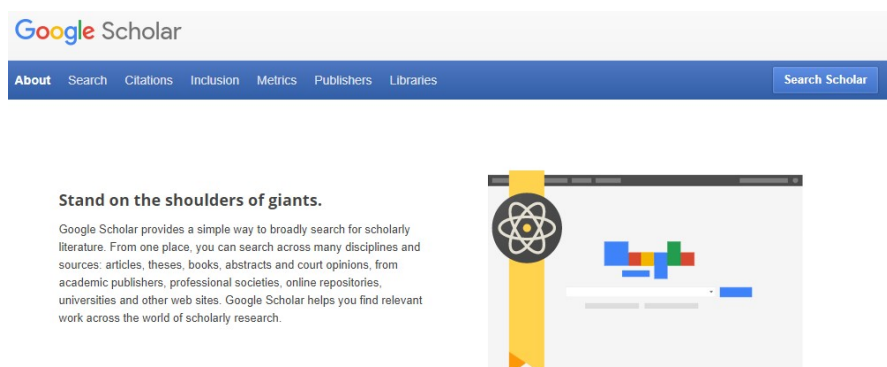 Google Scholar
About Search Citations Inclusion Metrics Publishers Libraries Search Scholar
Stand on the shoulders of giants.
Google Scholar provides a simple way to broadly search for scholarly
literature. From one place, you can search across many disciplines and
sources: articles, theses, books, abstracts and court opinions, from
academic publishers, professional societies, online repositories,
universities and other web sites. Google Scholar helps you find relevant
work across the world of scholarly research.